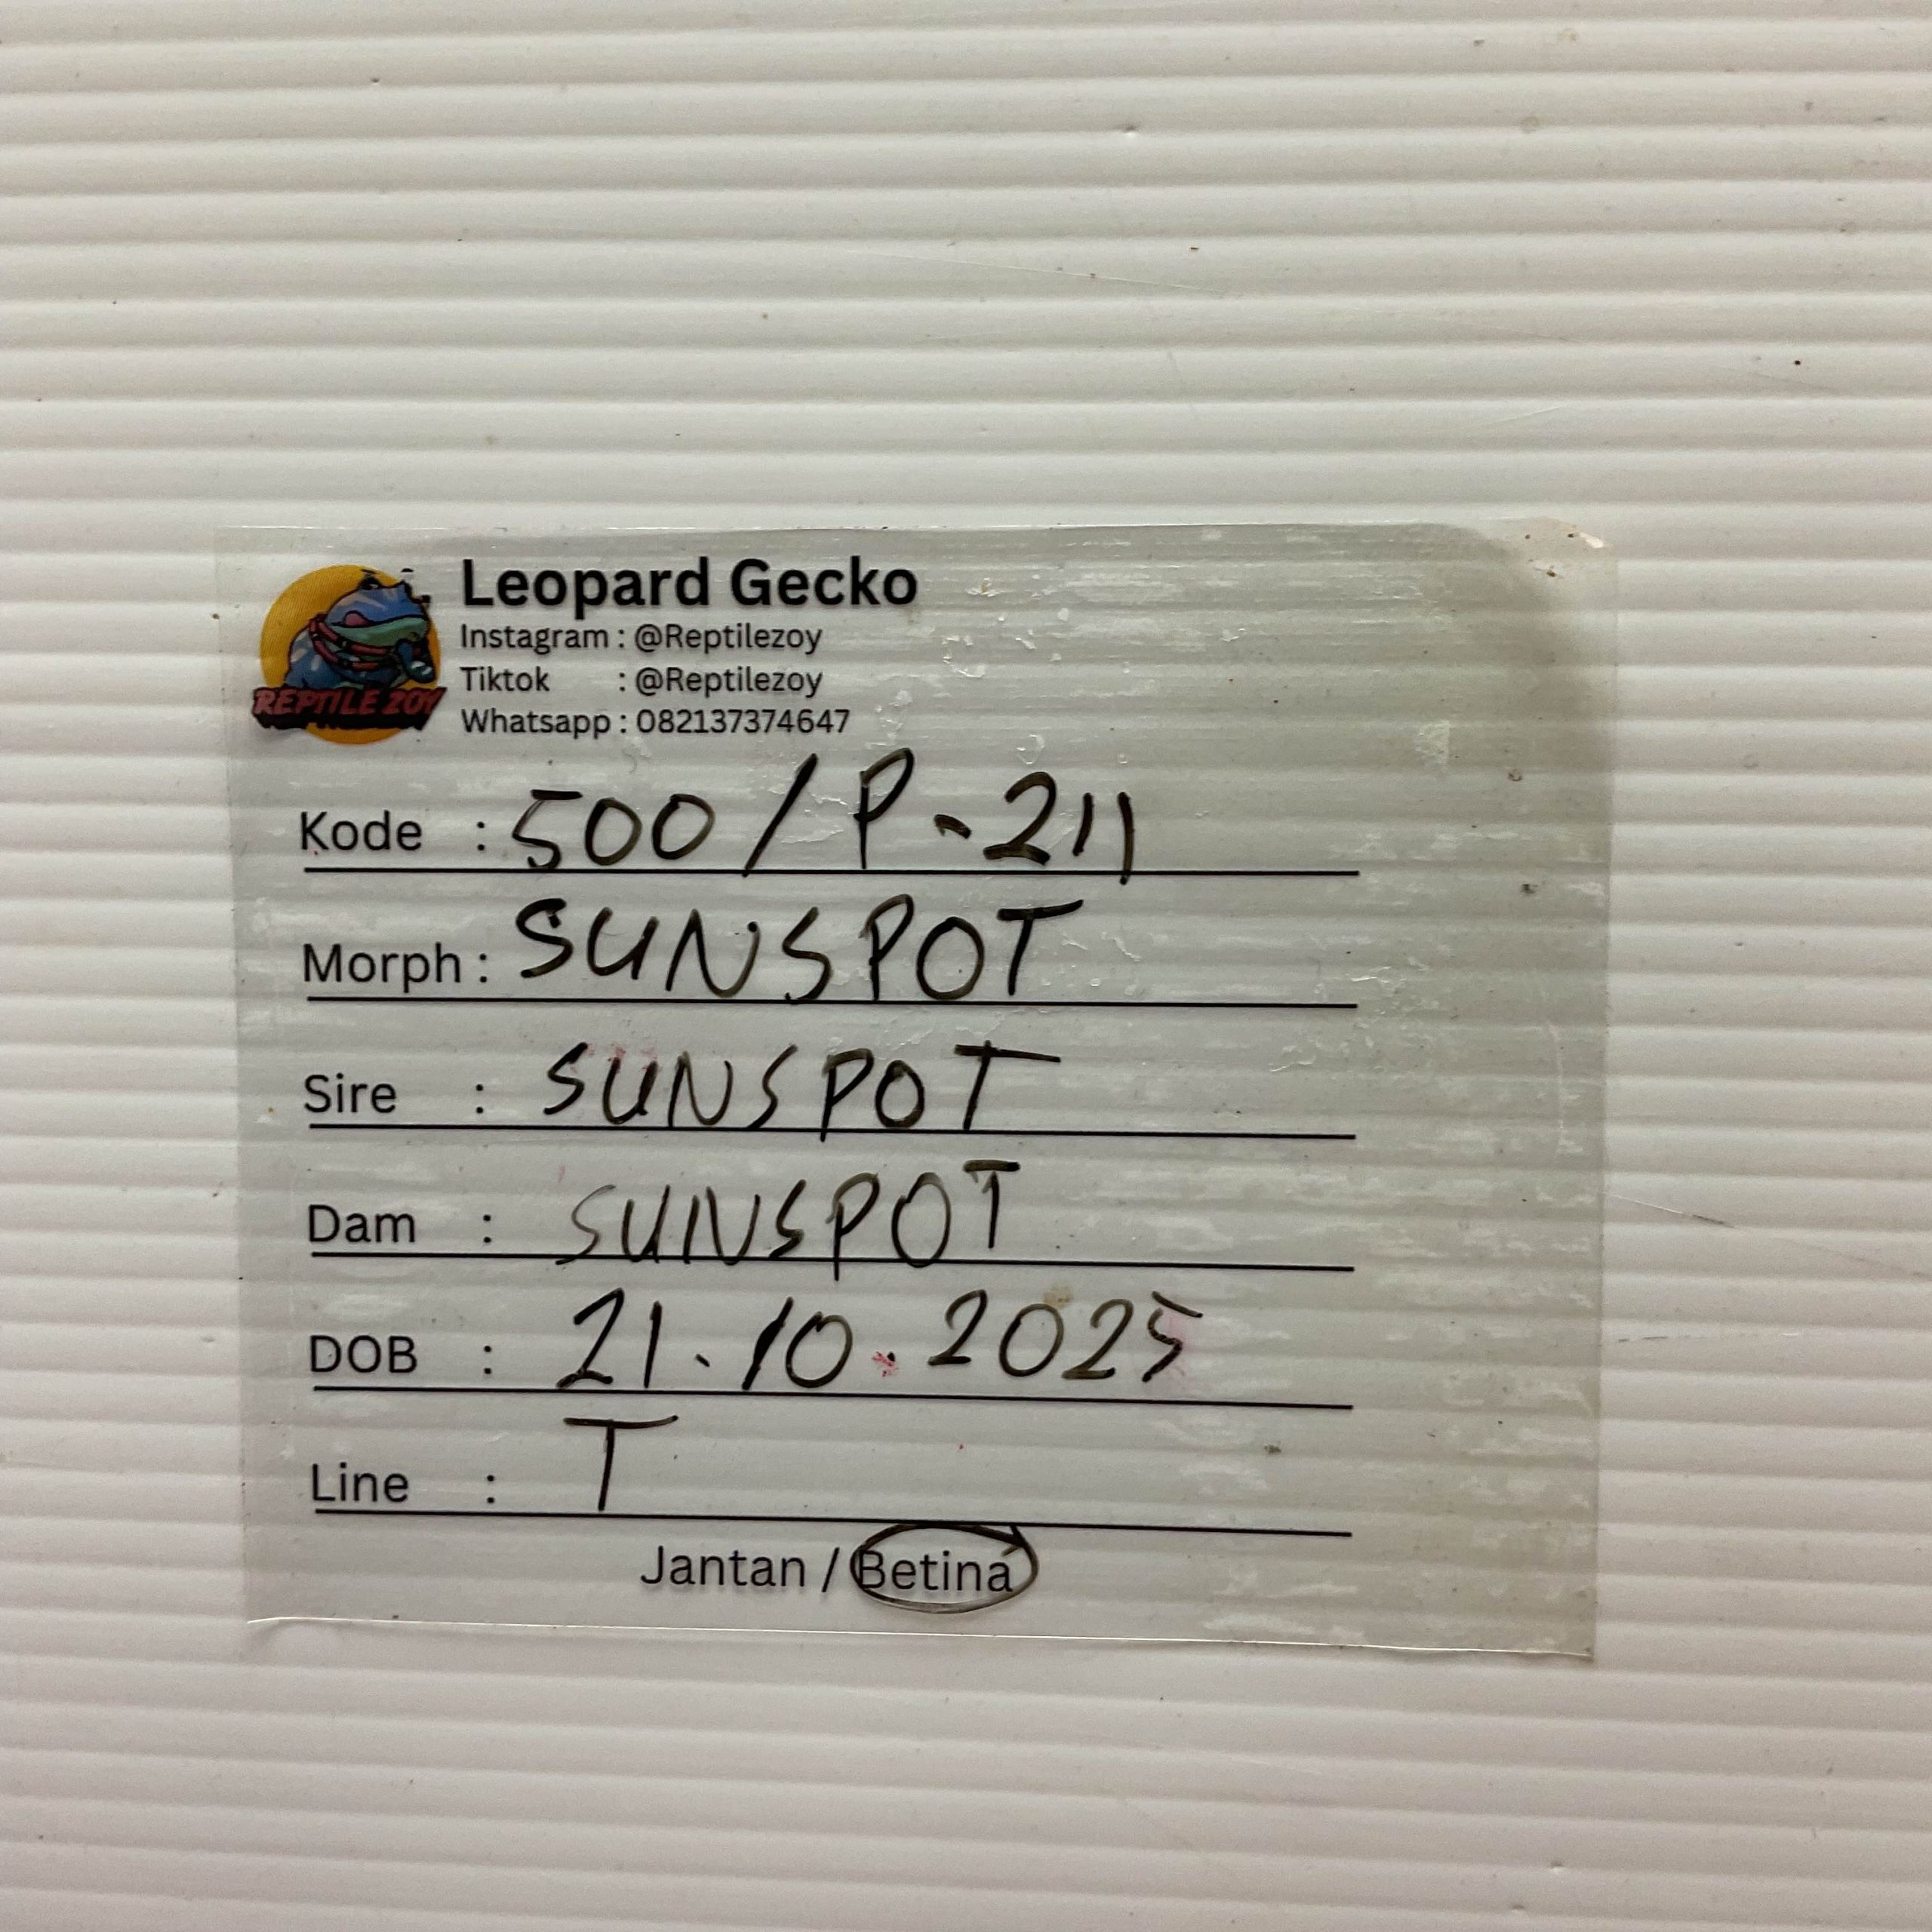 Leopard Gecko
Instagram : @Reptilezoy
Tiktok : @Reptilezoy
Whatsapp : 082137374647
REPTILE ZOY
Kode : 500 / P-211
Morph : SUNSPOT
Sire : SUNSPOT
Dam : SUNSPOT
DOB : 21.10.2025
Line : T
Jantan / Betina